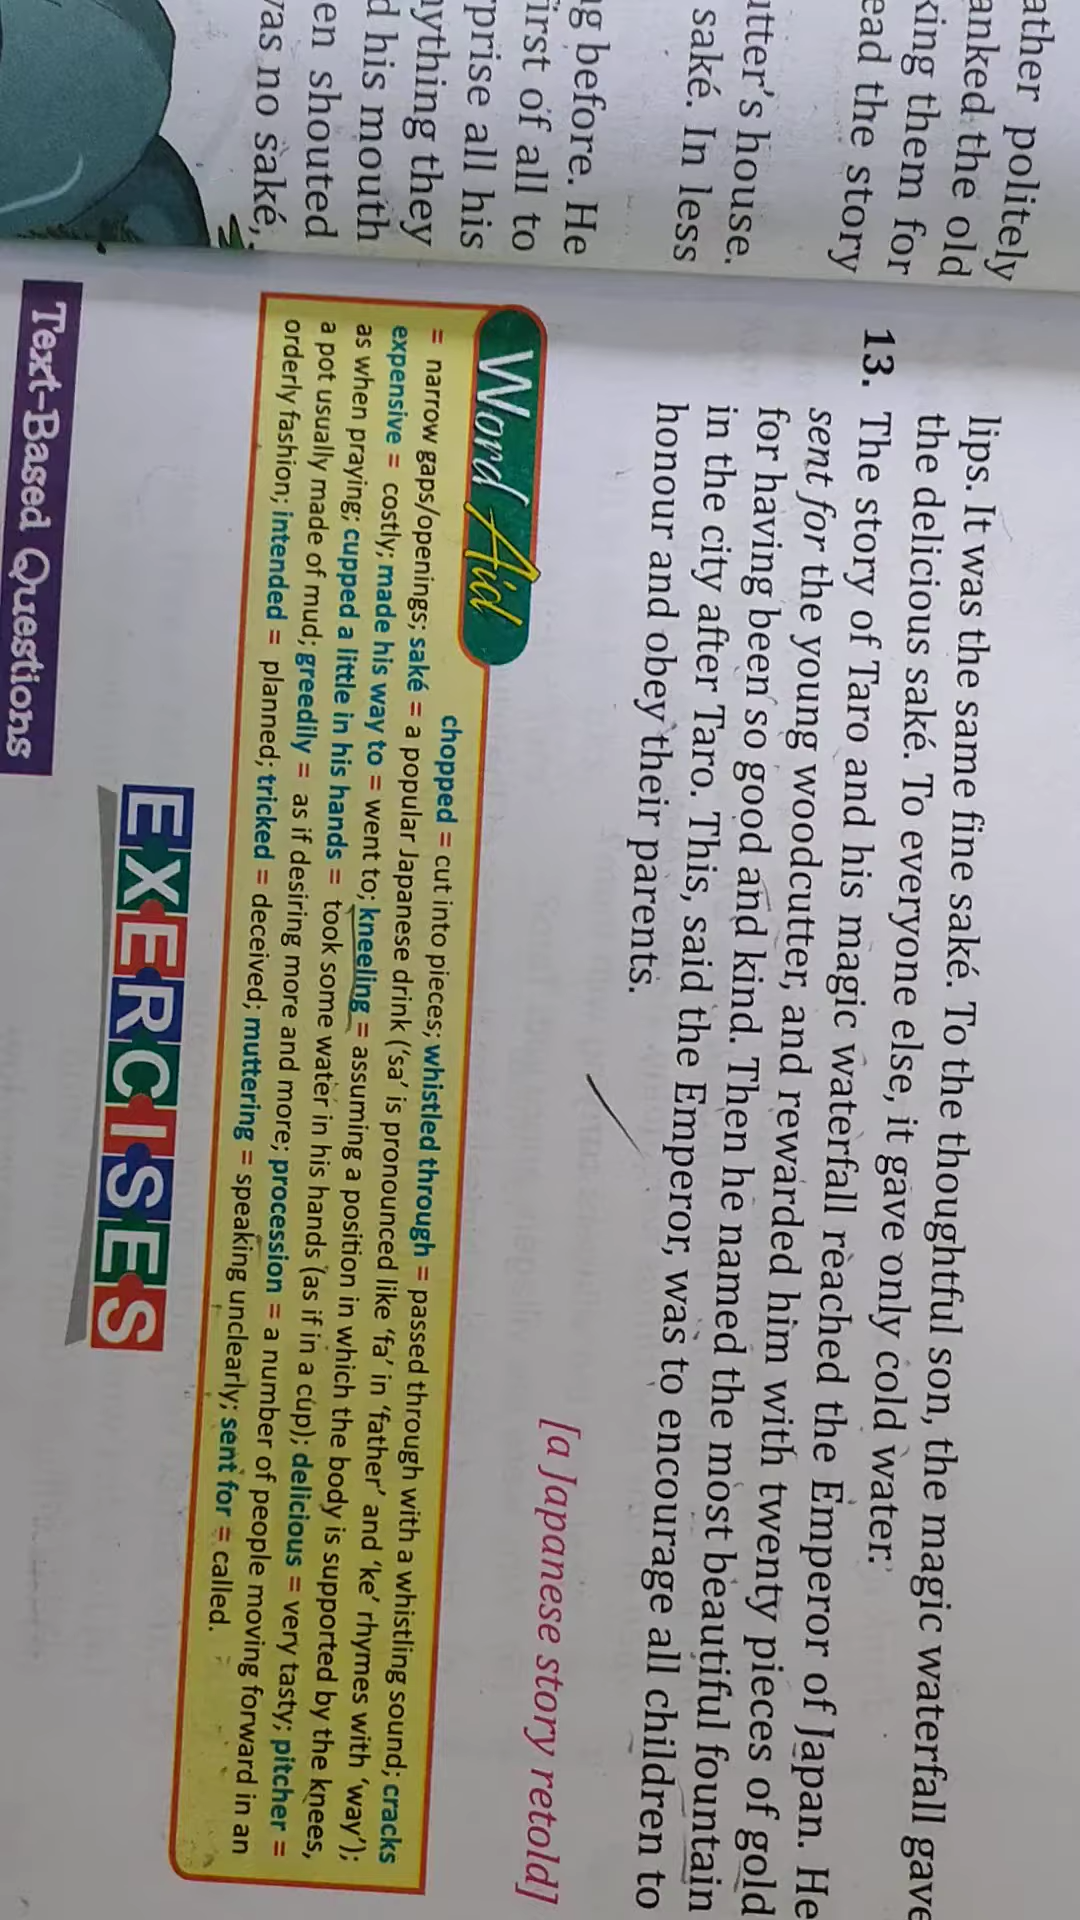 ather politely
anked the old
king them for
ead the story
utter's house.
saké. In less
ng before. He
first of all to
rprise all his
nything they
d his mouth
en shouted
was no saké,
lips. It was the same fine saké. To the thoughtful son, the magic waterfall gave
the delicious saké. To everyone else, it gave only cold water.
13. The story of Taro and his magic waterfall reached the Emperor of Japan. He
sent for the young woodcutter, and rewarded him with twenty pieces of gold
for having been so good and kind. Then he named the most beautiful fountain
in the city after Taro. This, said the Emperor, was to encourage all children to
honour and obey their parents.
[a Japanese story retold]
Word Aid
chopped = cut into pieces; whistled through = passed through with a whistling sound; cracks
= narrow gaps/openings; saké = a popular Japanese drink ('sa' is pronounced like 'fa' in 'father' and 'ke' rhymes with 'way');
expensive = costly; made his way to = went to; kneeling = assuming a position in which the body is supported by the knees,
as when praying; cupped a little in his hands = took some water in his hands (as if in a cup); delicious = very tasty; pitcher =
a pot usually made of mud; greedily = as if desiring more and more; procession = a number of people moving forward in an
orderly fashion; intended = planned; tricked = deceived; muttering = speaking unclearly; sent for = called.
EXERCISES
Text-Based Questions